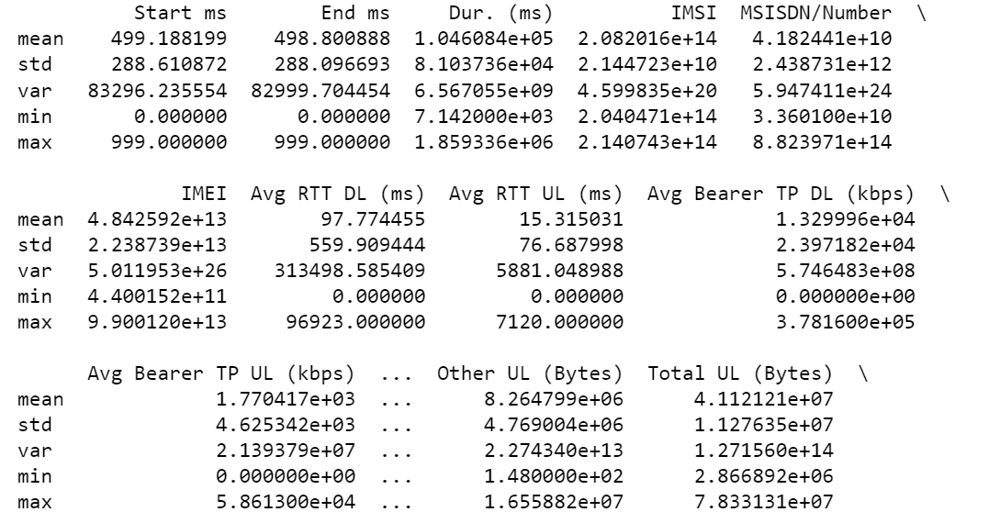 Start ms End ms Dur. (ms) IMSI MSISDN/Number \
mean 499.188199 498.800888 1.046084e+05 2.082016e+14 4.182441e+10
std 288.610872 288.096693 8.103736e+04 2.144723e+10 2.438731e+12
var 83296.235554 82999.704454 6.567055e+09 4.599835e+20 5.947411e+24
min 0.000000 0.000000 7.142000e+03 2.040471e+14 3.360100e+10
max 999.000000 999.000000 1.859336e+06 2.140743e+14 8.823971e+14
IMEI Avg RTT DL (ms) Avg RTT UL (ms) Avg Bearer TP DL (kbps) \
mean 4.842592e+13 97.774455 15.315031 1.329996e+04
std 2.238739e+13 559.909444 76.687998 2.397182e+04
var 5.011953e+26 313498.585409 5881.048988 5.746483e+08
min 4.400152e+11 0.000000 0.000000 0.000000e+00
max 9.900120e+13 96923.000000 7120.000000 3.781600e+05
Avg Bearer TP UL (kbps) ... Other UL (Bytes) Total UL (Bytes) \
mean 1.770417e+03 ... 8.264799e+06 4.112121e+07
std 4.625342e+03 ... 4.769004e+06 1.127635e+07
var 2.139379e+07 ... 2.274340e+13 1.271560e+14
min 0.000000e+00 ... 1.480000e+02 2.866892e+06
max 5.861300e+04 ... 1.655882e+07 7.833131e+07